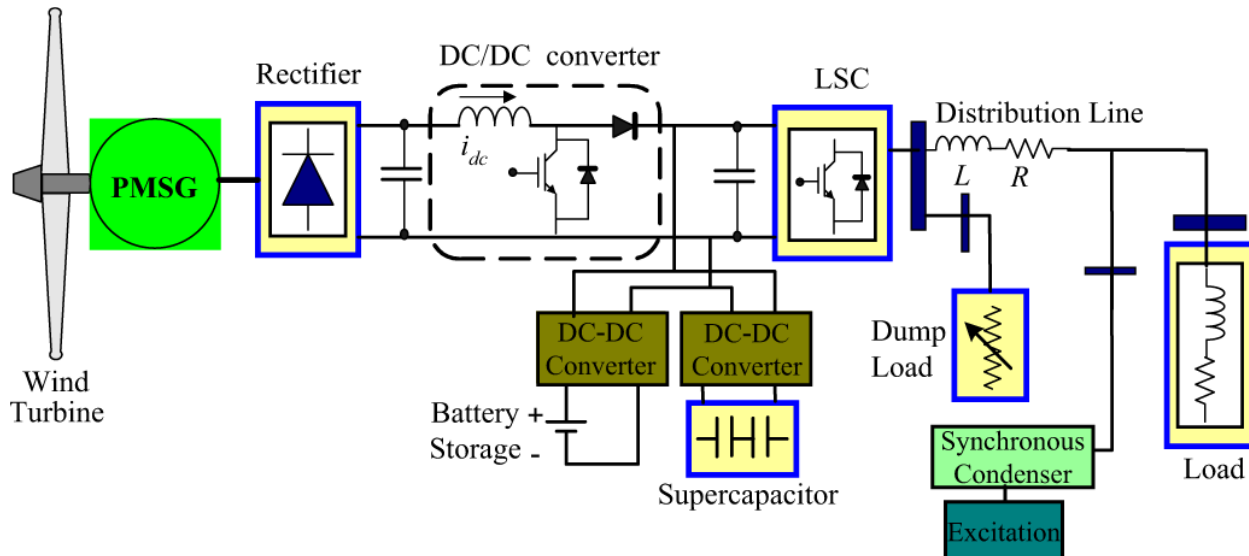 DC/DC converter
Rectifier
LSC
Distribution Line
i_dc
L
R
PMSG
DC-DC
Converter
DC-DC
Converter
Dump
Load
Wind
Turbine
Battery +
Storage -
Supercapacitor
Synchronous
Condenser
Load
Excitation